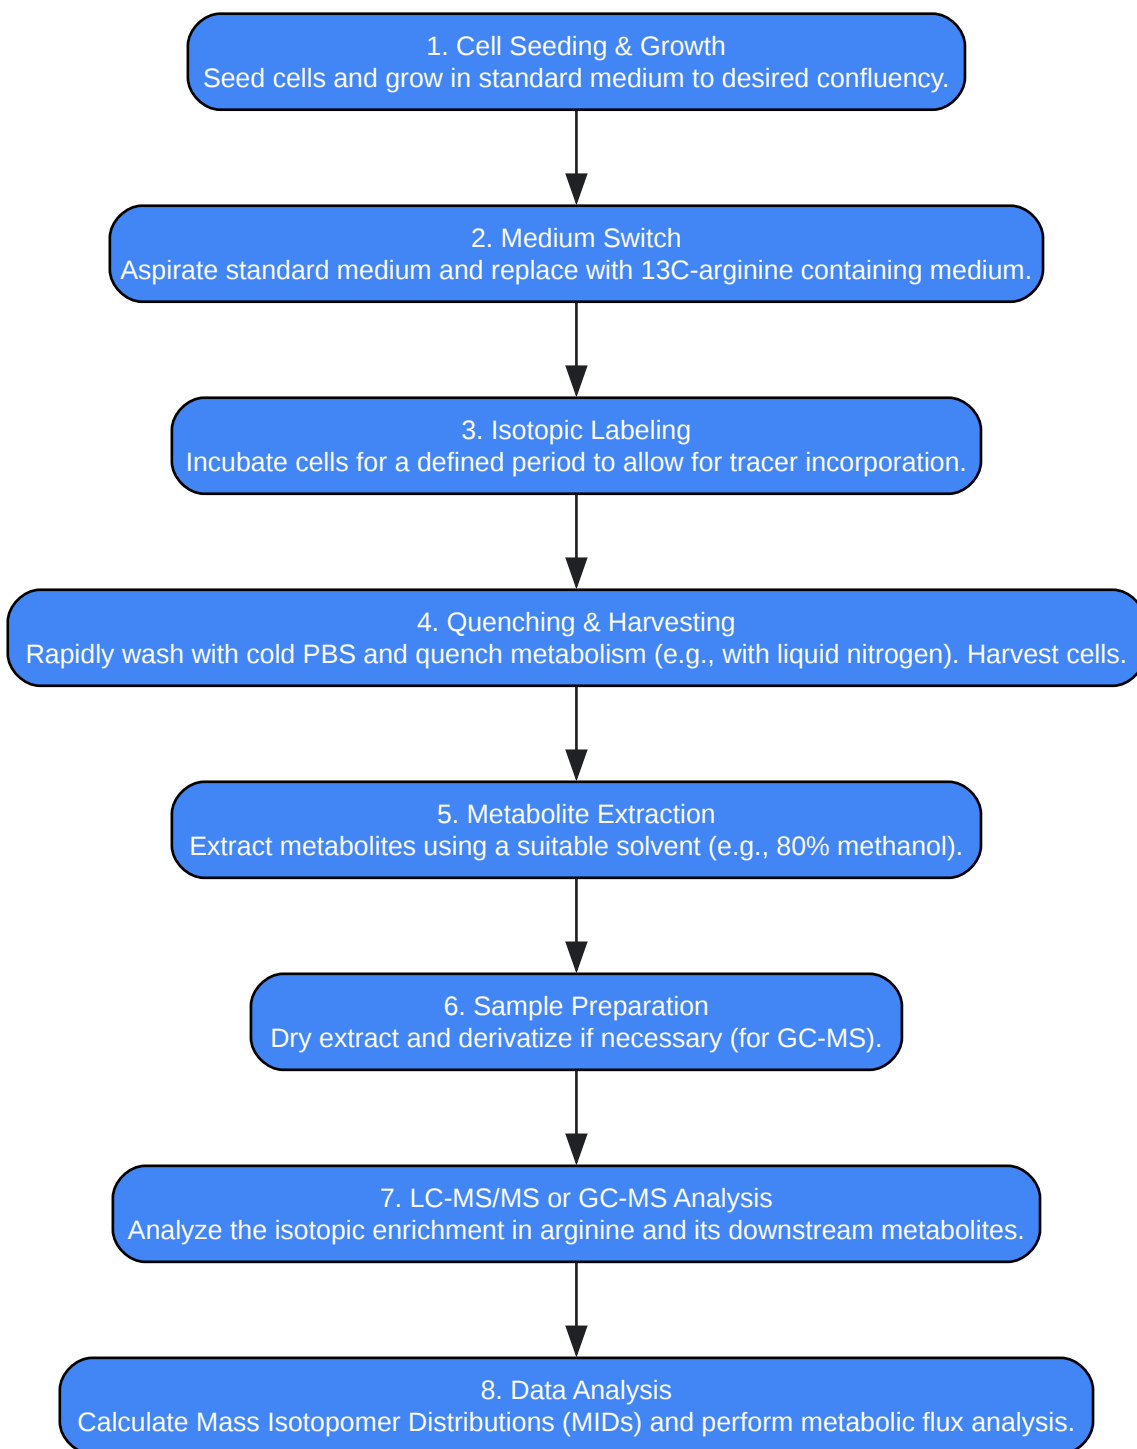 1. Cell Seeding & Growth
Seed cells and grow in standard medium to desired confluency.
2. Medium Switch
Aspirate standard medium and replace with 13C-arginine containing medium.
3. Isotopic Labeling
Incubate cells for a defined period to allow for tracer incorporation.
4. Quenching & Harvesting
Rapidly wash with cold PBS and quench metabolism (e.g., with liquid nitrogen). Harvest cells.
5. Metabolite Extraction
Extract metabolites using a suitable solvent (e.g., 80% methanol).
6. Sample Preparation
Dry extract and derivatize if necessary (for GC-MS).
7. LC-MS/MS or GC-MS Analysis
Analyze the isotopic enrichment in arginine and its downstream metabolites.
8. Data Analysis
Calculate Mass Isotopomer Distributions (MIDs) and perform metabolic flux analysis.